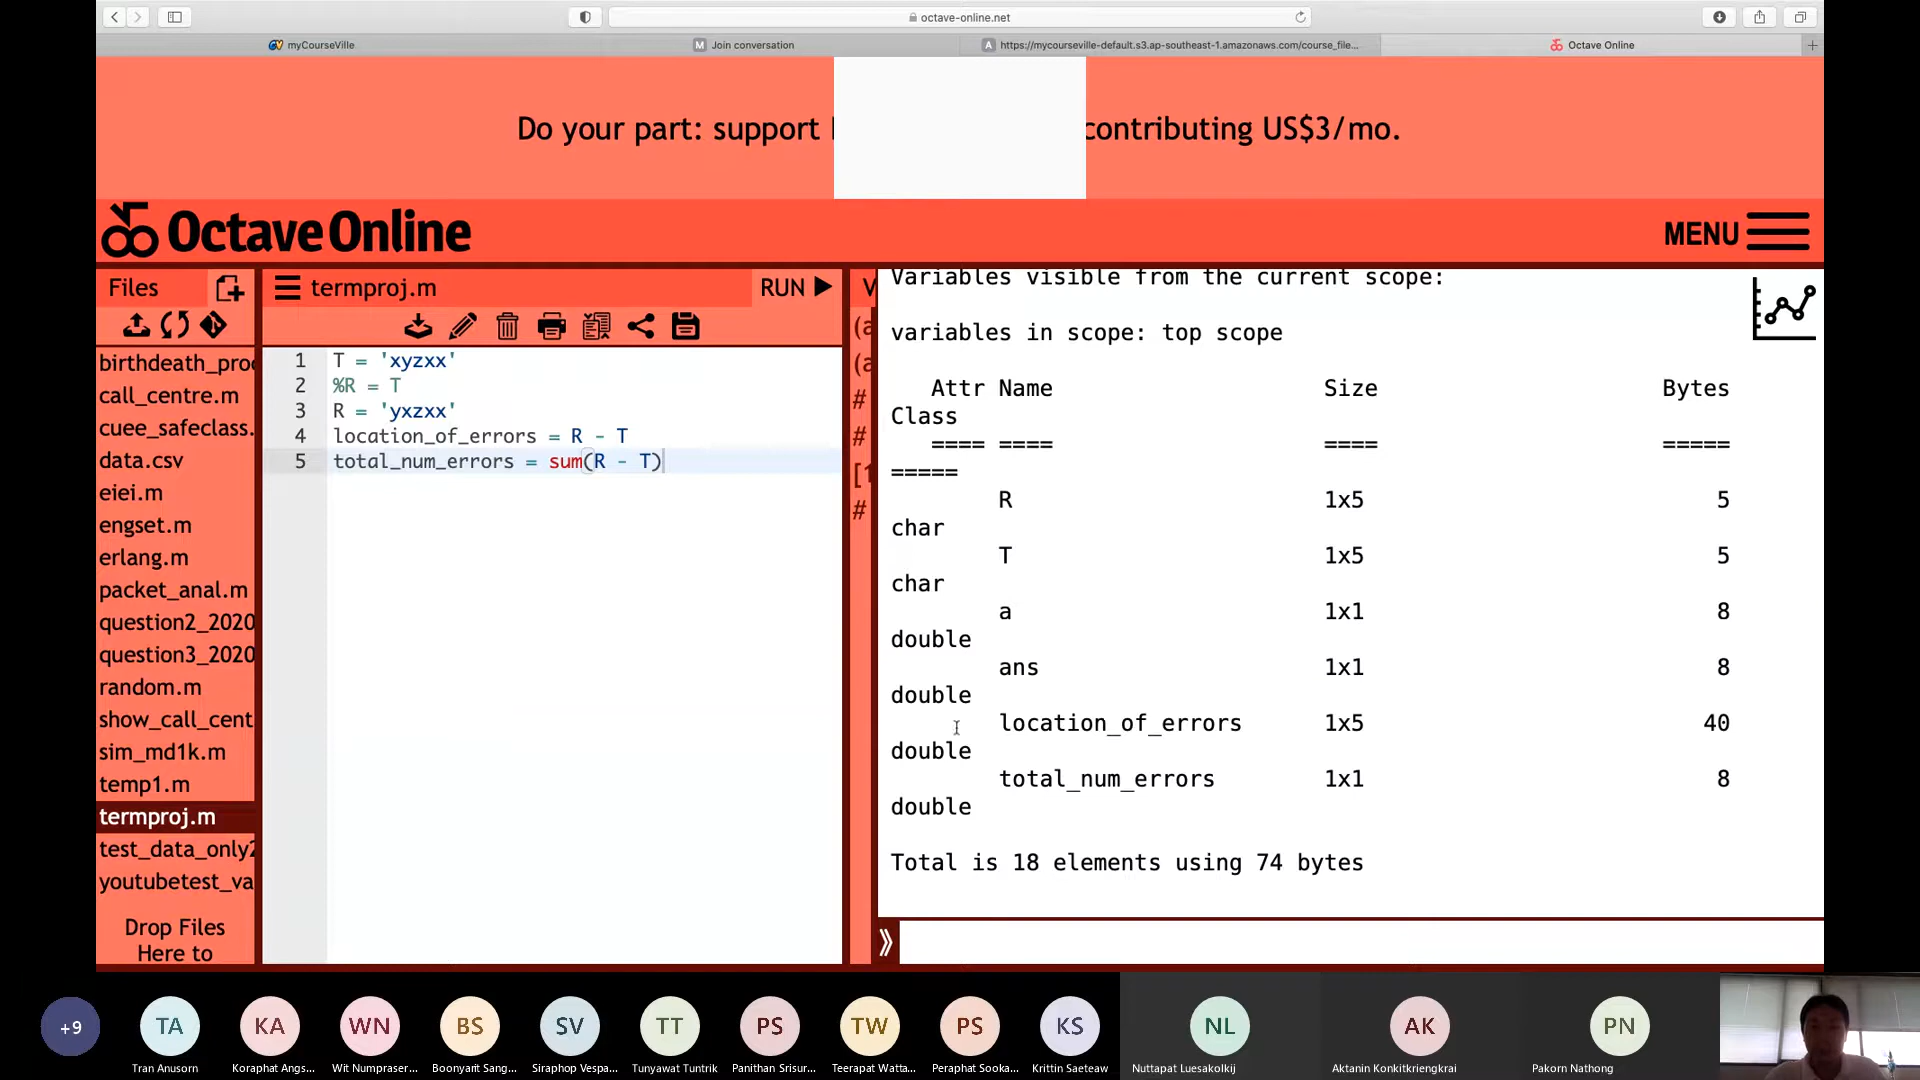 octave-online.net
myCourseVille
M Join conversation
A https://mycourseville-default.s3.ap-southeast-1.amazonaws.com/course_file...
Octave Online
Do your part: support
contributing US$3/mo.
Octave Online
MENU
Files
termproj.m
RUN
birthdeath_pro
call_centre.m
cuee_safeclass.
data.csv
eiei.m
engset.m
erlang.m
packet_anal.m
question2_2020
question3_2020
random.m
show_call_cent
sim_md1k.m
temp1.m
termproj.m
test_data_only
youtubetest_va
Drop Files
Here to
1 T = 'xyzxx'
2 %R = T
3 R = 'yxzxx'
4 location_of_errors = R - T
5 total_num_errors = sum(R - T)
V
(a
(a
#
#
[1
#
Variables visible from the current scope:
variables in scope: top scope
Attr Name Size Bytes
Class
==== ==== ==== =====
=====
R 1x5 5
char
T 1x5 5
char
a 1x1 8
double
ans 1x1 8
double
location_of_errors 1x5 40
double
total_num_errors 1x1 8
double
Total is 18 elements using 74 bytes
+9
TA
KA
WN
BS
SV
TT
PS
TW
PS
KS
NL
AK
PN
Tran Anusorn
Koraphat Angs...
Wit Numpraser...
Boonyarit Sang...
Siraphop Vespa...
Tunyawat Tuntrik
Panithan Srisur...
Teerapat Watta...
Peraphat Sooka...
Krittin Saeteaw
Nuttapat Luesakolkij
Aktanin Konkitkriengkrai
Pakorn Nathong